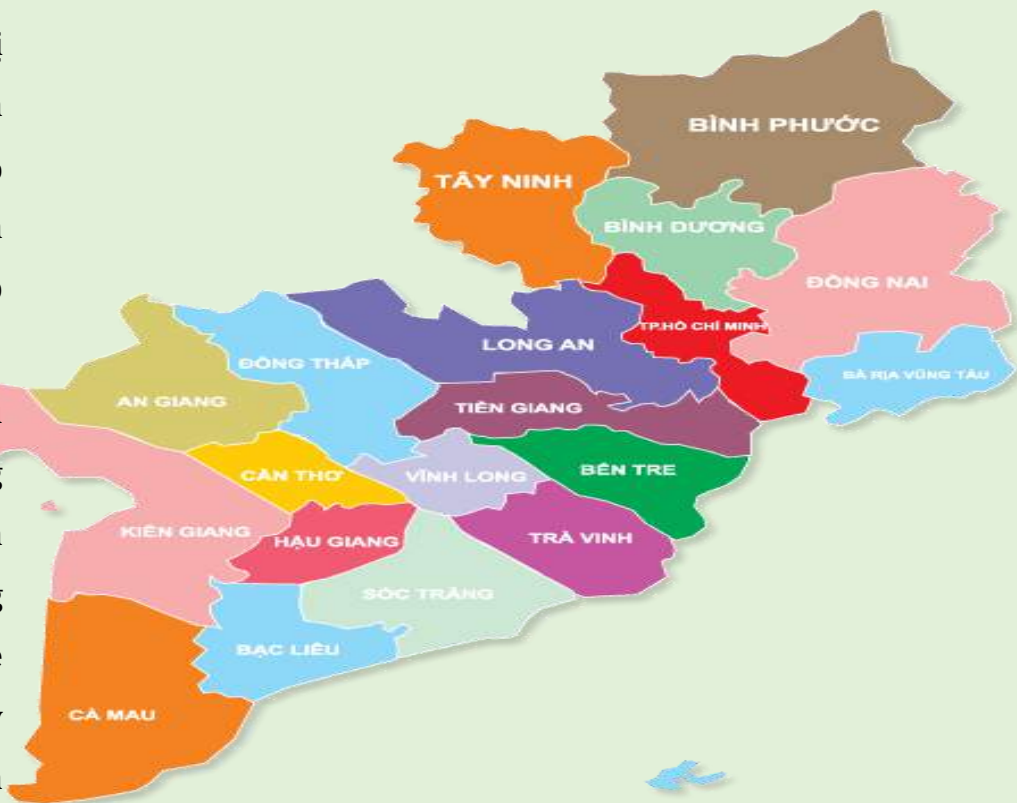 BÌNH PHƯỚC
TÂY NINH
BÌNH DƯƠNG
ĐỒNG NAI
TP.HỒ CHÍ MINH
LONG AN
ĐỒNG THÁP
BÀ RỊA VŨNG TÀU
AN GIANG
TIỀN GIANG
CẦN THƠ
VĨNH LONG
BẾN TRE
KIÊN GIANG
HẬU GIANG
TRÀ VINH
SÓC TRĂNG
BẠC LIÊU
CÀ MAU